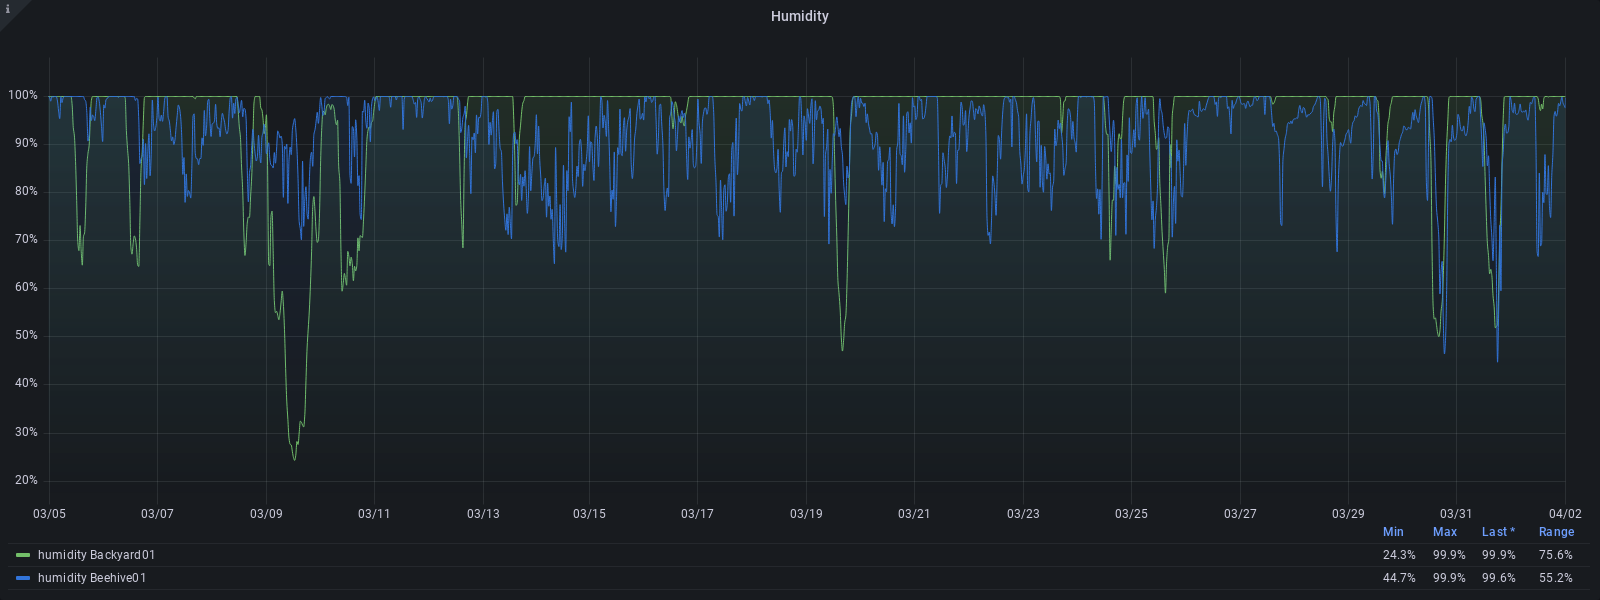 i
Humidity
100%
90%
80%
70%
60%
50%
40%
30%
20%
03/05 03/07 03/09 03/11 03/13 03/15 03/17 03/19 03/21 03/23 03/25 03/27 03/29 03/31 04/02
Min Max Last * Range
humidity Backyard01 24.3% 99.9% 99.9% 75.6%
humidity Beehive01 44.7% 99.9% 99.6% 55.2%